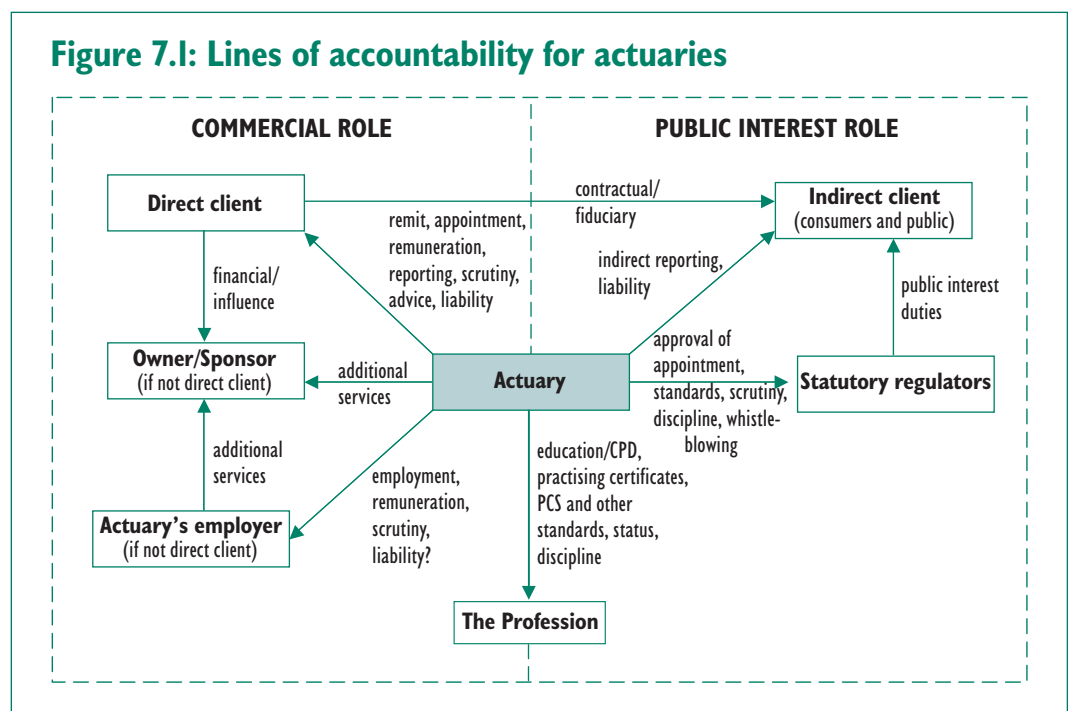 Figure 7.1: Lines of accountability for actuaries
COMMERCIAL ROLE
PUBLIC INTEREST ROLE
Direct client
contractual/
fiduciary
Indirect client
(consumers and public)
remit, appointment,
remuneration,
reporting, scrutiny,
advice, liability
indirect reporting,
liability
financial/
influence
public interest
duties
Owner/Sponsor
(if not direct client)
additional
services
Actuary
approval of
appointment,
standards, scrutiny,
discipline, whistle-
blowing
Statutory regulators
additional
services
employment,
remuneration,
scrutiny,
liability?
education/CPD,
practising certificates,
PCS and other
standards, status,
discipline
Actuary's employer
(if not direct client)
The Profession